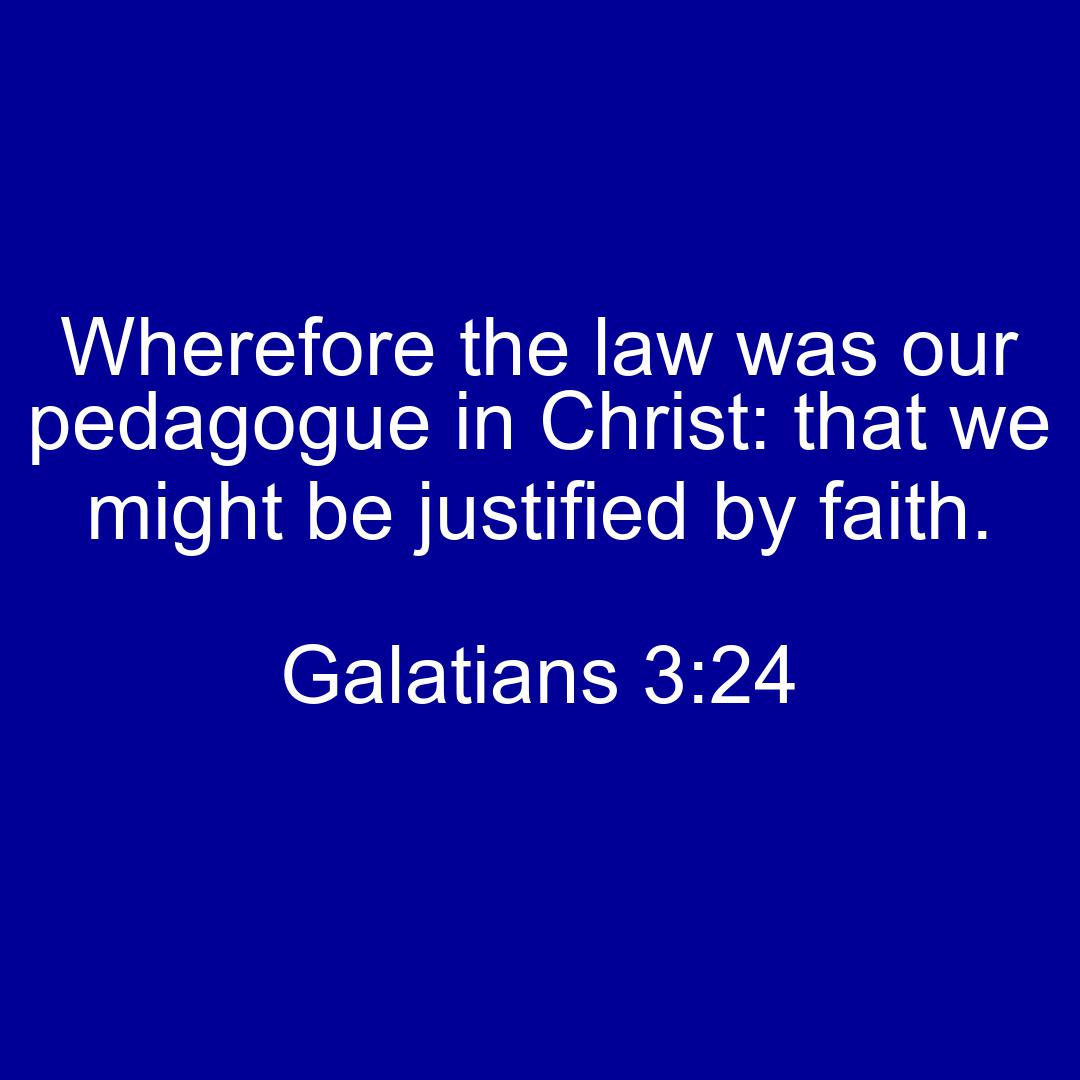 Wherefore the law was our
pedagogue in Christ: that we
might be justified by faith.
Galatians 3:24